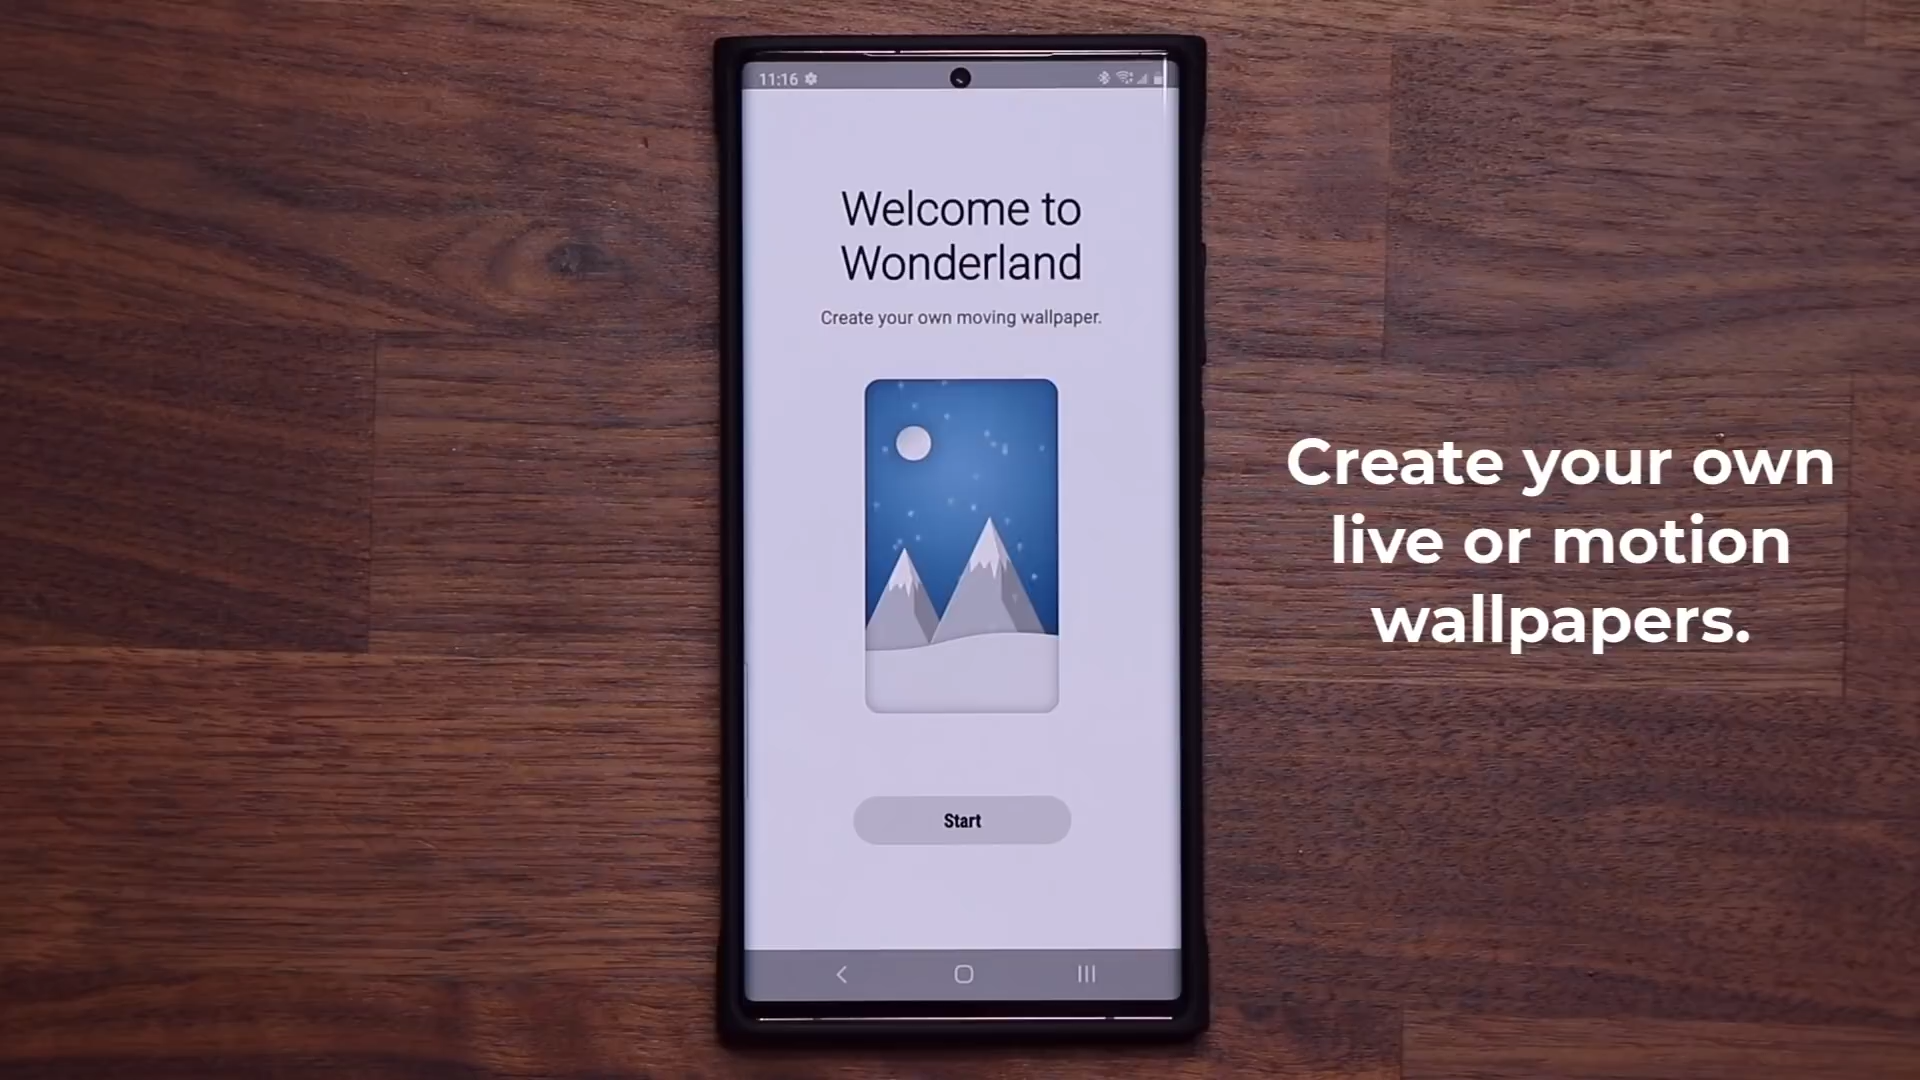 11:16
Welcome to
Wonderland
Create your own moving wallpaper.
Start
Create your own
live or motion
wallpapers.